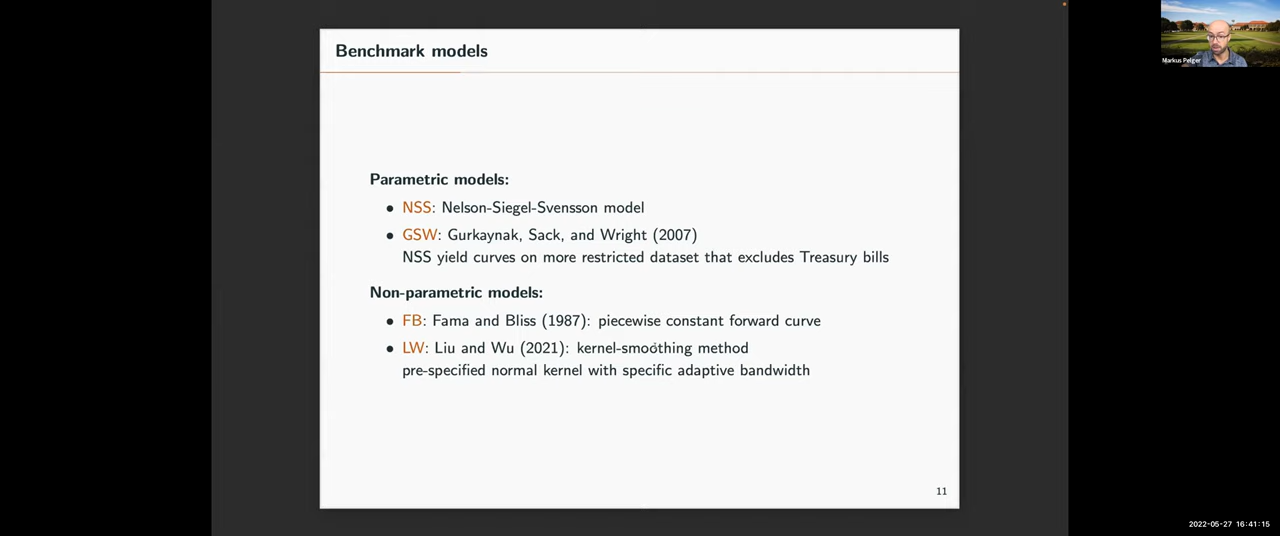 Benchmark models
Markus Pelger
Parametric models:
• NSS: Nelson-Siegel-Svensson model
• GSW: Gurkaynak, Sack, and Wright (2007)
NSS yield curves on more restricted dataset that excludes Treasury bills
Non-parametric models:
• FB: Fama and Bliss (1987): piecewise constant forward curve
• LW: Liu and Wu (2021): kernel-smoothing method
pre-specified normal kernel with specific adaptive bandwidth
11
2022-05-27 16:41:15